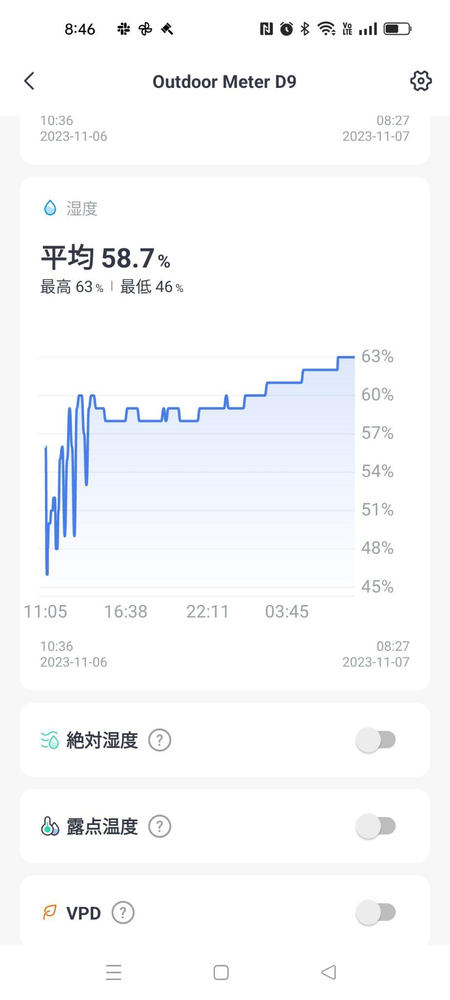 8:46
Vo LTE
Outdoor Meter D9
10:36 08:27
2023-11-06 2023-11-07
湿度
平均 58.7%
最高 63% | 最低 46%
63%
60%
57%
54%
51%
48%
45%
11:05 16:38 22:11 03:45
10:36 08:27
2023-11-06 2023-11-07
絶対湿度 ?
露点温度 ?
VPD ?